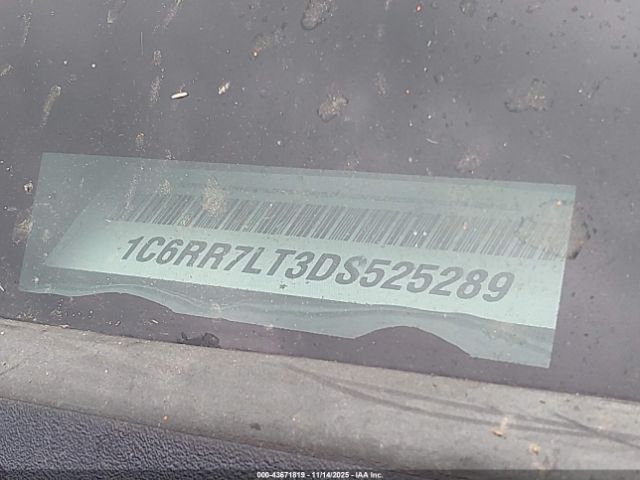 1C6RR7LT3DS525289
000-43671819 - 11/14/2025 - IAA Inc.